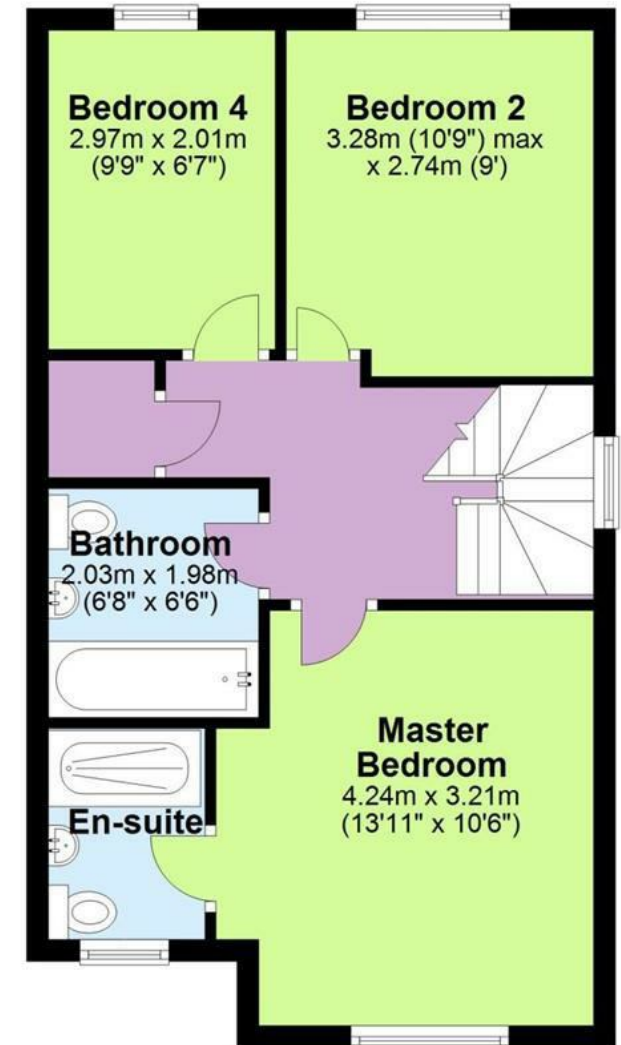 Bedroom 4
2.97m x 2.01m
(9'9" x 6'7")
Bedroom 2
3.28m (10'9") max
x 2.74m (9')
Bathroom
2.03m x 1.98m
(6'8" x 6'6")
Master
Bedroom
4.24m x 3.21m
(13'11" x 10'6")
En-suite